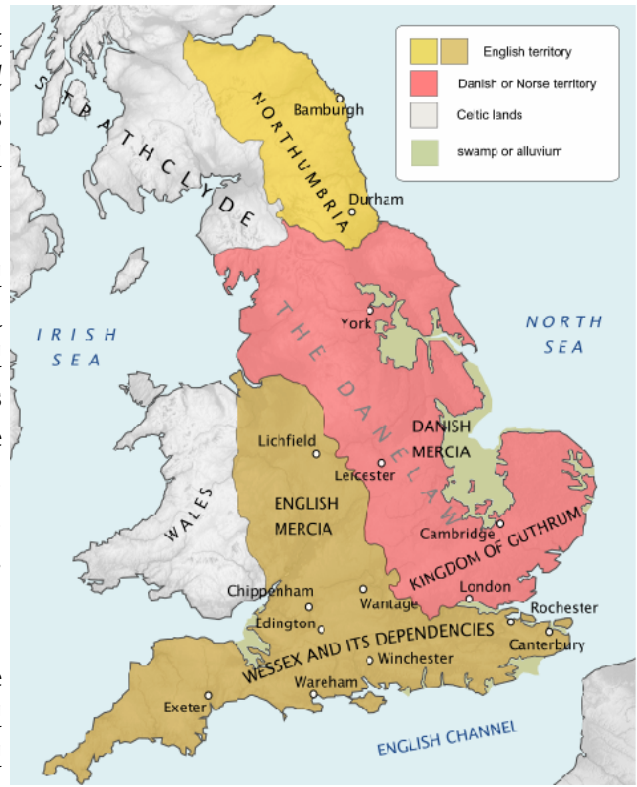 English territory
Danish or Norse territory
Celtic lands
swamp or alluvium
STRATHCLYDE
NORTHUMBRIA
Bamburgh
Durham
IRISH
SEA
NORTH
SEA
York
THE DANELAW
DANISH
MERCIA
Lichfield
Leicester
ENGLISH
MERCIA
WALES
Cambridge
KINGDOM OF GUTHRUM
London
Chippenham
Wantage
Rochester
Edington
Canterbury
WESSEX AND ITS DEPENDENCIES
Winchester
Wareham
Exeter
ENGLISH CHANNEL